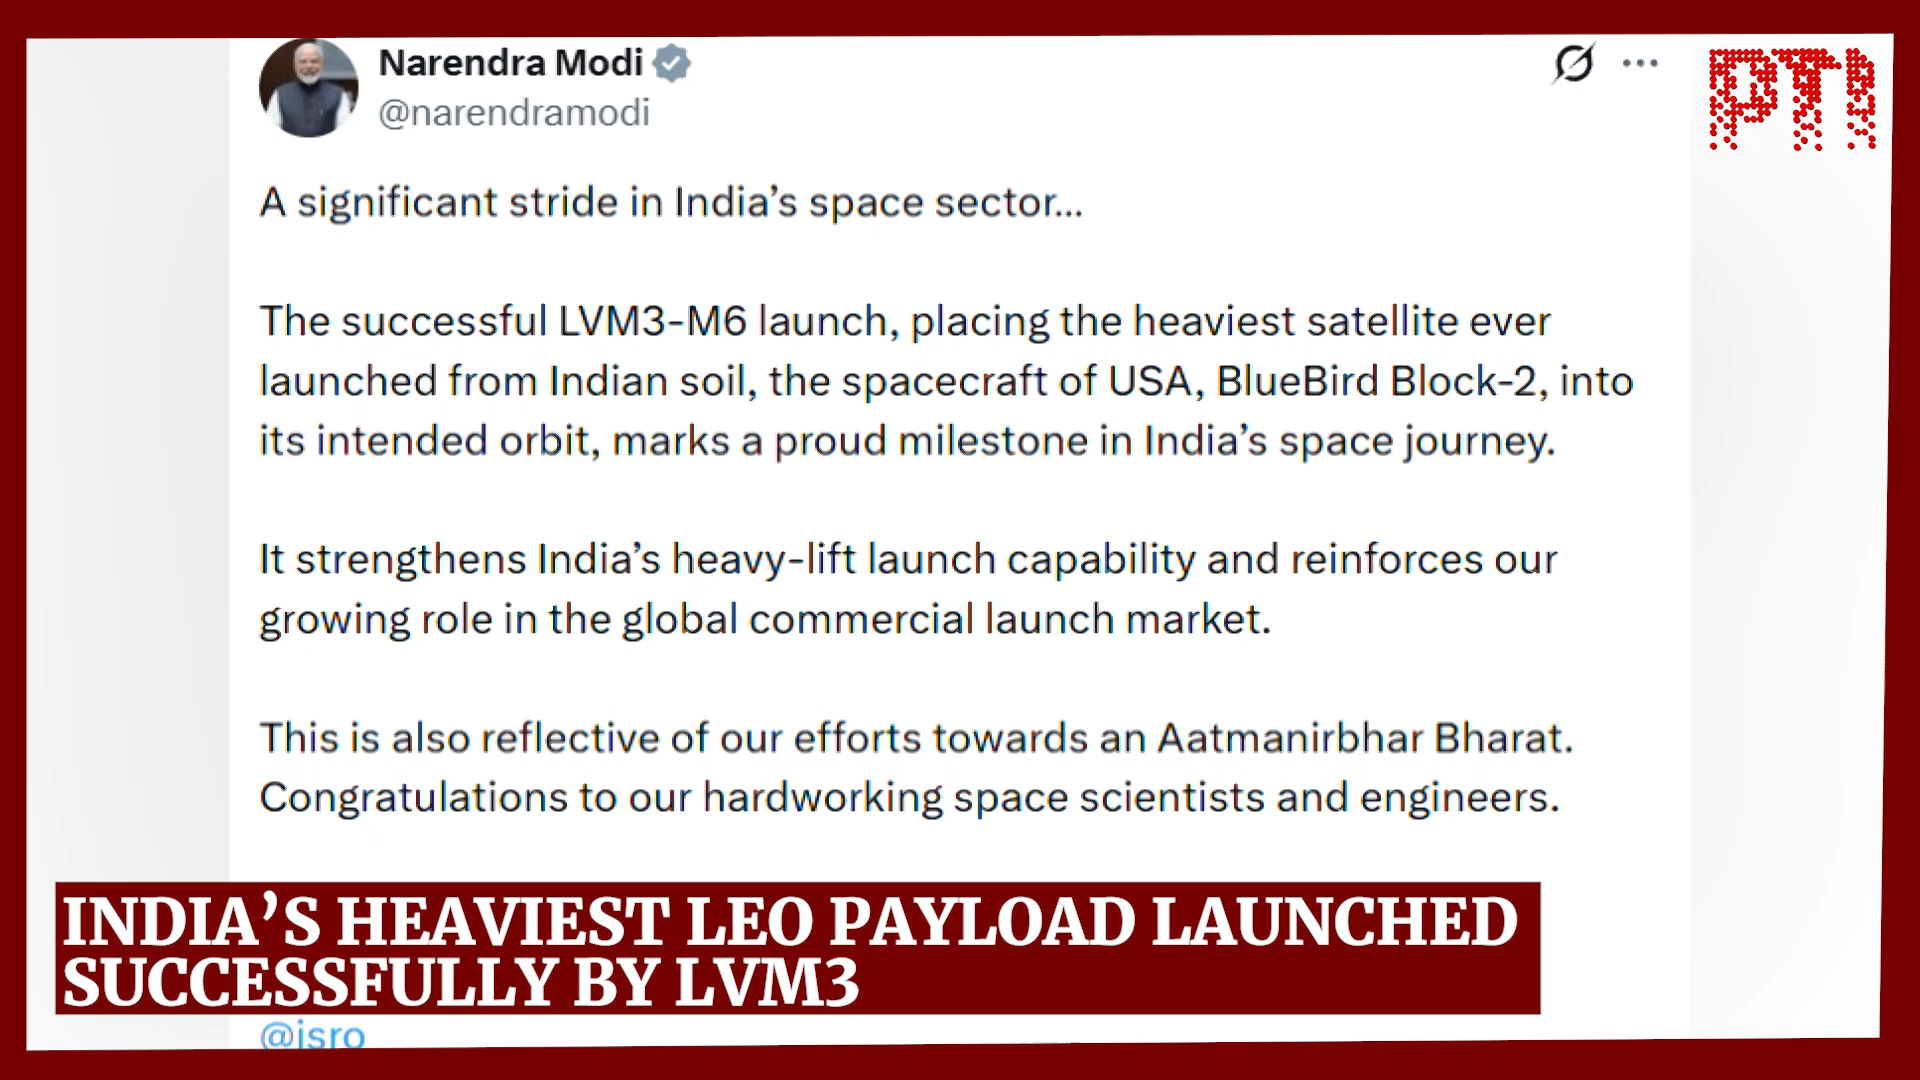 Narendra Modi
@narendramodi
PTI
A significant stride in India’s space sector...
The successful LVM3-M6 launch, placing the heaviest satellite ever
launched from Indian soil, the spacecraft of USA, BlueBird Block-2, into
its intended orbit, marks a proud milestone in India’s space journey.
It strengthens India’s heavy-lift launch capability and reinforces our
growing role in the global commercial launch market.
This is also reflective of our efforts towards an Aatmanirbhar Bharat.
Congratulations to our hardworking space scientists and engineers.
INDIA’S HEAVIEST LEO PAYLOAD LAUNCHED
SUCCESSFULLY BY LVM3
@isro